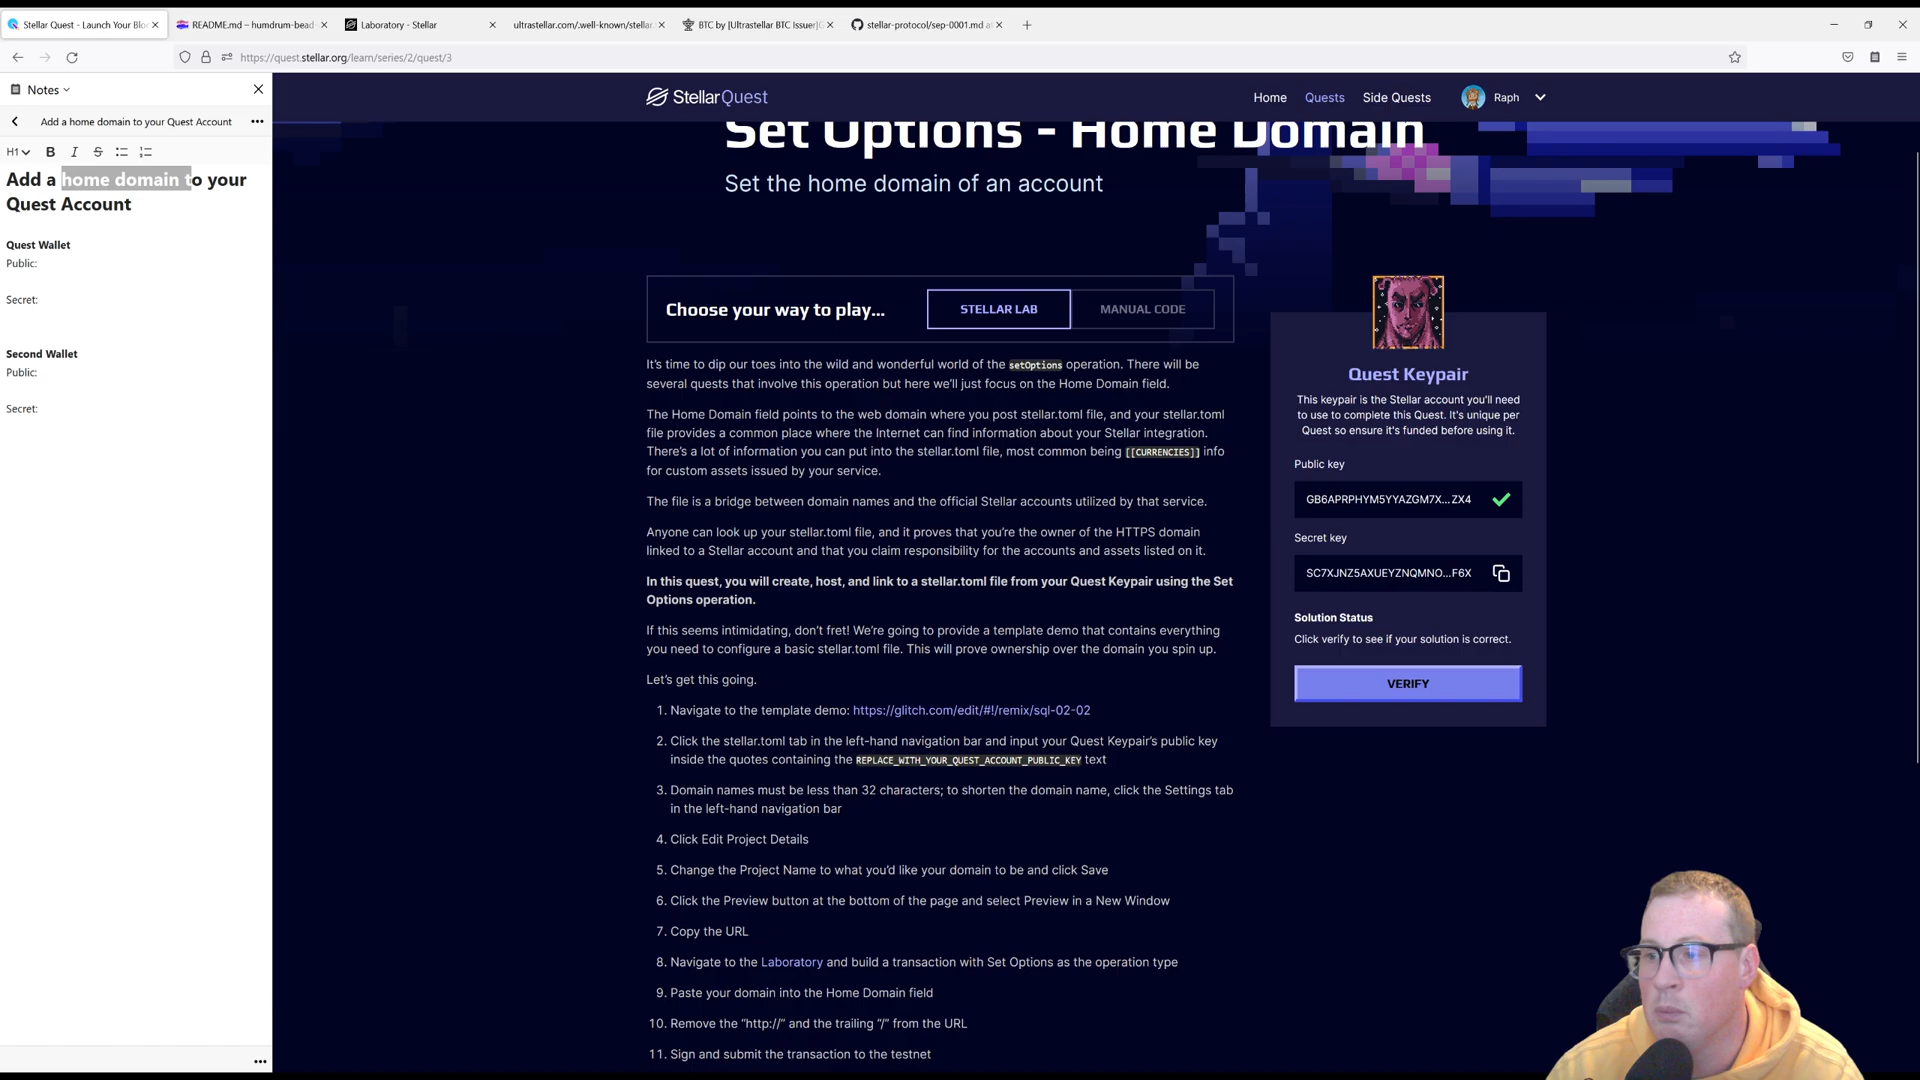 Stellar Quest - Launch Your Bloc
README.md – humdrum-bead-
Laboratory - Stellar
ultrastellar.com/.well-known/stellar.
BTC by [Ultrastellar BTC Issuer]G
stellar-protocol/sep-0001.md at
https://quest.stellar.org/learn/series/2/quest/3
Notes
Add a home domain to your Quest Account
H1
Add a home domain to your
Quest Account
Quest Wallet
Public:
Secret:
Second Wallet
Public:
Secret:
StellarQuest
Home
Quests
Side Quests
Raph
Set Options - Home Domain
Set the home domain of an account
Choose your way to play...
STELLAR LAB
MANUAL CODE
It's time to dip our toes into the wild and wonderful world of the setOptions operation. There will be
several quests that involve this operation but here we'll just focus on the Home Domain field.
The Home Domain field points to the web domain where you post stellar.toml file, and your stellar.toml
file provides a common place where the Internet can find information about your Stellar integration.
There's a lot of information you can put into the stellar.toml file, most common being [[CURRENCIES]] info
for custom assets issued by your service.
The file is a bridge between domain names and the official Stellar accounts utilized by that service.
Anyone can look up your stellar.toml file, and it proves that you're the owner of the HTTPS domain
linked to a Stellar account and that you claim responsibility for the accounts and assets listed on it.
In this quest, you will create, host, and link to a stellar.toml file from your Quest Keypair using the Set
Options operation.
If this seems intimidating, don't fret! We're going to provide a template demo that contains everything
you need to configure a basic stellar.toml file. This will prove ownership over the domain you spin up.
Let's get this going.
1. Navigate to the template demo: https://glitch.com/edit/#!/remix/sql-02-02
2. Click the stellar.toml tab in the left-hand navigation bar and input your Quest Keypair's public key
inside the quotes containing the REPLACE_WITH_YOUR_QUEST_ACCOUNT_PUBLIC_KEY text
3. Domain names must be less than 32 characters; to shorten the domain name, click the Settings tab
in the left-hand navigation bar
4. Click Edit Project Details
5. Change the Project Name to what you'd like your domain to be and click Save
6. Click the Preview button at the bottom of the page and select Preview in a New Window
7. Copy the URL
8. Navigate to the Laboratory and build a transaction with Set Options as the operation type
9. Paste your domain into the Home Domain field
10. Remove the "http://" and the trailing "/" from the URL
11. Sign and submit the transaction to the testnet
Quest Keypair
This keypair is the Stellar account you'll need
to use to complete this Quest. It's unique per
Quest so ensure it's funded before using it.
Public key
GB6APRPHYM5YYAZGM7X...ZX4
Secret key
SC7XJNZ5AXUEYZNQMNO...F6X
Solution Status
Click verify to see if your solution is correct.
VERIFY